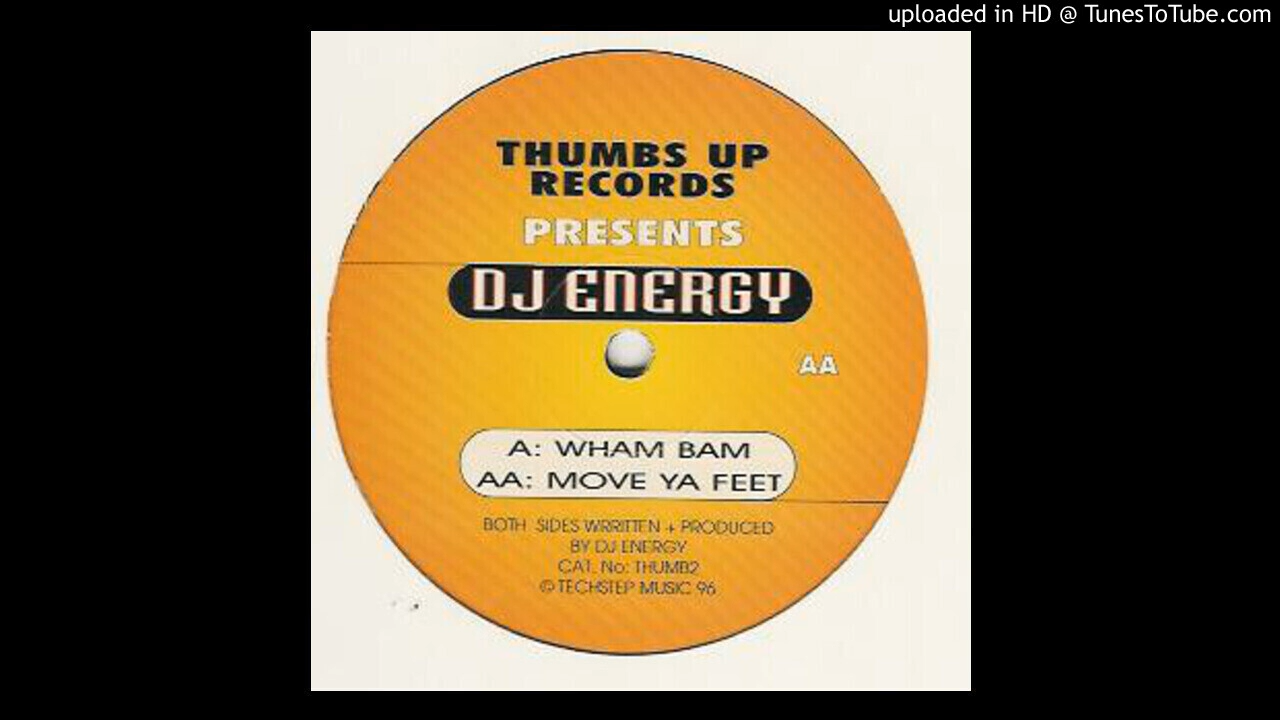 uploaded in HD @ TunesToTube.com
THUMBS UP
RECORDS
PRESENTS
DJ ENERGY
AA
A: WHAM BAM
AA: MOVE YA FEET
BOTH SIDES WRRITTEN + PRODUCED
BY DJ ENERGY
CAT. No: THUMB2
© TECHSTEP MUSIC 96